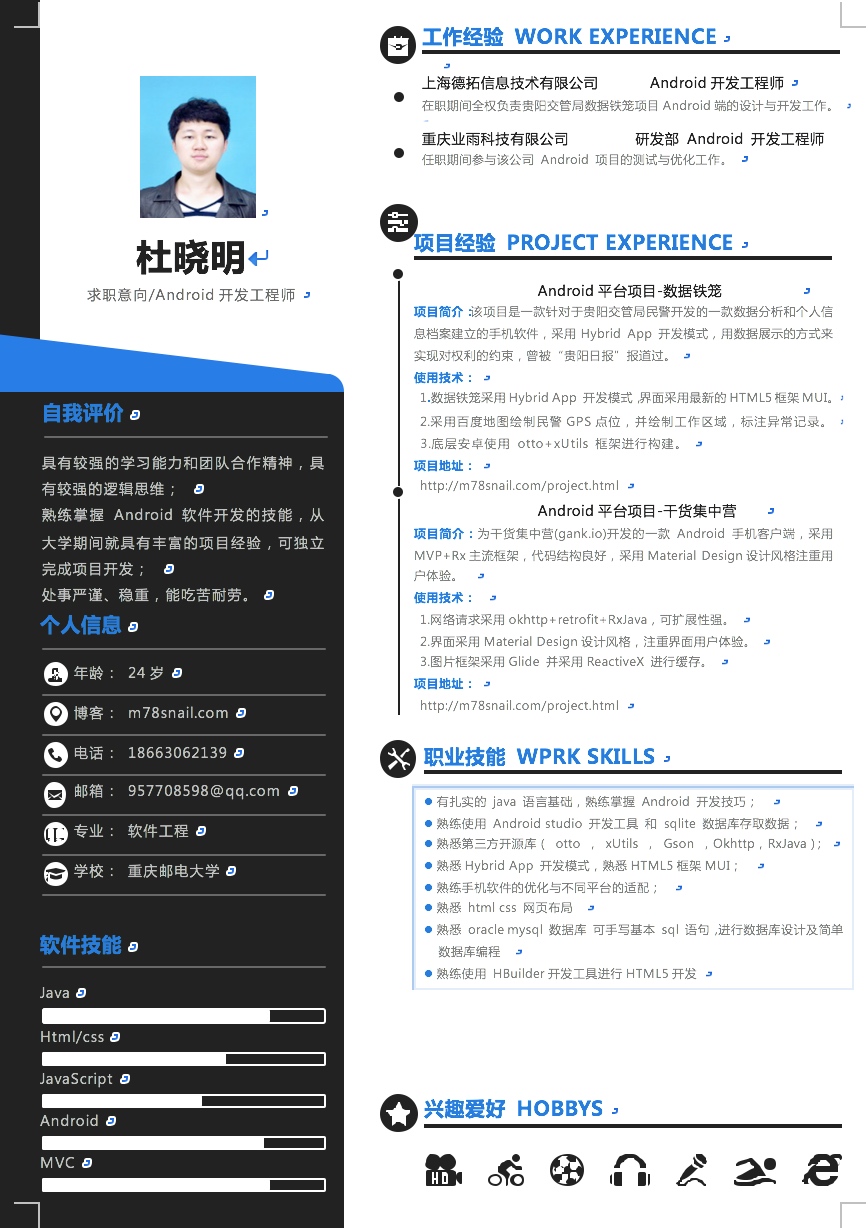 杜晓明
求职意向/Android 开发工程师
自我评价
具有较强的学习能力和团队合作精神，具
有较强的逻辑思维；
熟练掌握 Android 软件开发的技能，从
大学期间就具有丰富的项目经验，可独立
完成项目开发；
处事严谨、稳重，能吃苦耐劳。
个人信息
年龄： 24 岁
博客： m78snail.com
电话： 18663062139
邮箱： 957708598@qq.com
专业： 软件工程
学校： 重庆邮电大学
软件技能
Java
Html/css
JavaScript
Android
MVC
工作经验 WORK EXPERIENCE
上海德拓信息技术有限公司 Android 开发工程师
在职期间全权负责贵阳交管局数据铁笼项目 Android 端的设计与开发工作。
重庆业雨科技有限公司 研发部 Android 开发工程师
任职期间参与该公司 Android 项目的测试与优化工作。
项目经验 PROJECT EXPERIENCE
Android 平台项目-数据铁笼
项目简介:该项目是一款针对于贵阳交管局民警开发的一款数据分析和个人信
息档案建立的手机软件，采用 Hybrid App 开发模式，用数据展示的方式来
实现对权利的约束，曾被“贵阳日报”报道过。
使用技术：
1.数据铁笼采用 Hybrid App 开发模式,界面采用最新的 HTML5 框架 MUI。
2.采用百度地图绘制民警 GPS 点位，并绘制工作区域，标注异常记录。
3.底层安卓使用 otto+xUtils 框架进行构建。
项目地址：
http://m78snail.com/project.html
Android 平台项目-干货集中营
项目简介：为干货集中营(gank.io)开发的一款 Android 手机客户端，采用
MVP+Rx 主流框架，代码结构良好，采用 Material Design 设计风格注重用
户体验。
使用技术：
1.网络请求采用 okhttp+retrofit+RxJava，可扩展性强。
2.界面采用 Material Design 设计风格，注重界面用户体验。
3.图片框架采用 Glide 并采用 ReactiveX 进行缓存。
项目地址：
http://m78snail.com/project.html
职业技能 WPRK SKILLS
有扎实的 java 语言基础，熟练掌握 Android 开发技巧；
熟练使用 Android studio 开发工具 和 sqlite 数据库存取数据；
熟悉第三方开源库（ otto ， xUtils ， Gson ，Okhttp，RxJava）；
熟悉 Hybrid App 开发模式，熟悉 HTML5 框架 MUI；
熟练手机软件的优化与不同平台的适配；
熟悉 html css 网页布局
熟悉 oracle mysql 数据库 可手写基本 sql 语句,进行数据库设计及简单
数据库编程
熟练使用 HBuilder 开发工具进行 HTML5 开发
兴趣爱好 HOBBYS
HD